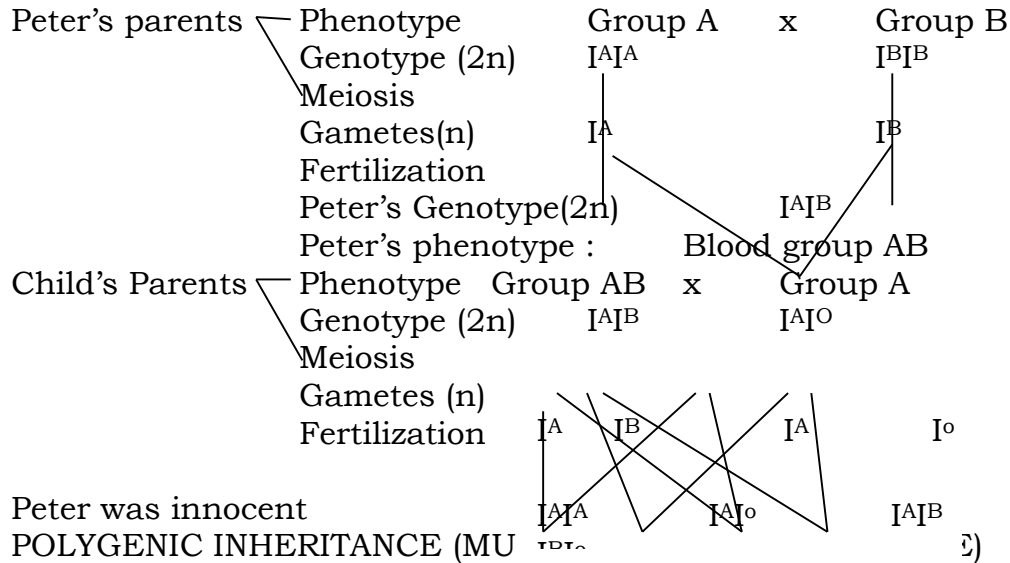 Peter’s parents Phenotype Group A x Group B
Genotype (2n) IᴬIᴬ IᴮIᴮ
Meiosis
Gametes(n) Iᴬ Iᴮ
Fertilization
Peter’s Genotype(2n) IᴬIᴮ
Peter’s phenotype : Blood group AB
Child’s Parents Phenotype Group AB x Group A
Genotype (2n) IᴬIᴮ IᴬIᴼ
Meiosis
Gametes (n)
Fertilization Iᴬ Iᴮ Iᴬ Iᵒ
Peter was innocent IᴬIᴬ IᴬIᵒ IᴬIᴮ
POLYGENIC INHERITANCE (MU